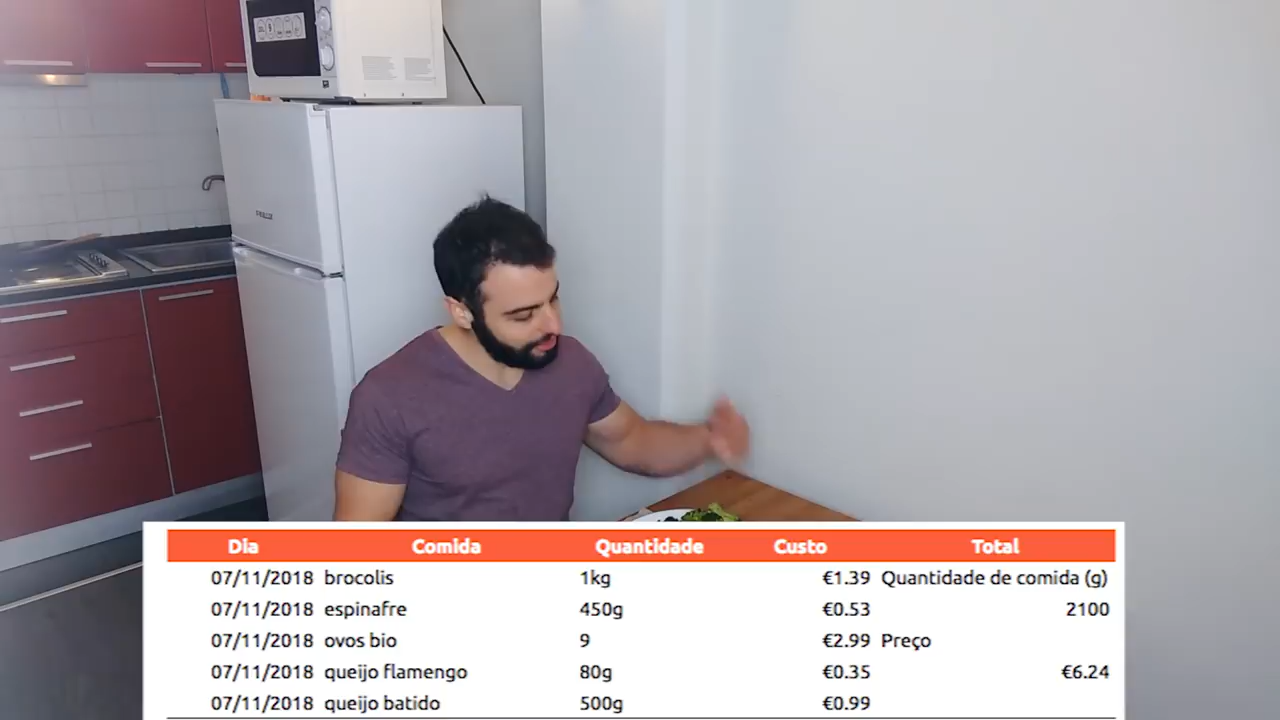 Dia Comida Quantidade Custo Total
07/11/2018 brocolis 1kg €1.39 Quantidade de comida (g)
07/11/2018 espinafre 450g €0.53 2100
07/11/2018 ovos bio 9 €2.99 Preço
07/11/2018 queijo flamengo 80g €0.35 €6.24
07/11/2018 queijo batido 500g €0.99